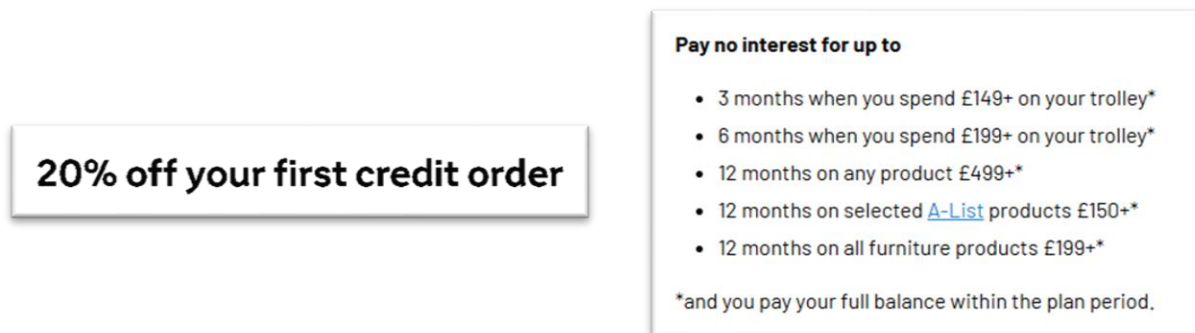 20% off your first credit order
Pay no interest for up to
• 3 months when you spend £149+ on your trolley*
• 6 months when you spend £199+ on your trolley*
• 12 months on any product £499+*
• 12 months on selected A-List products £150+*
• 12 months on all furniture products £199+*
*and you pay your full balance within the plan period.